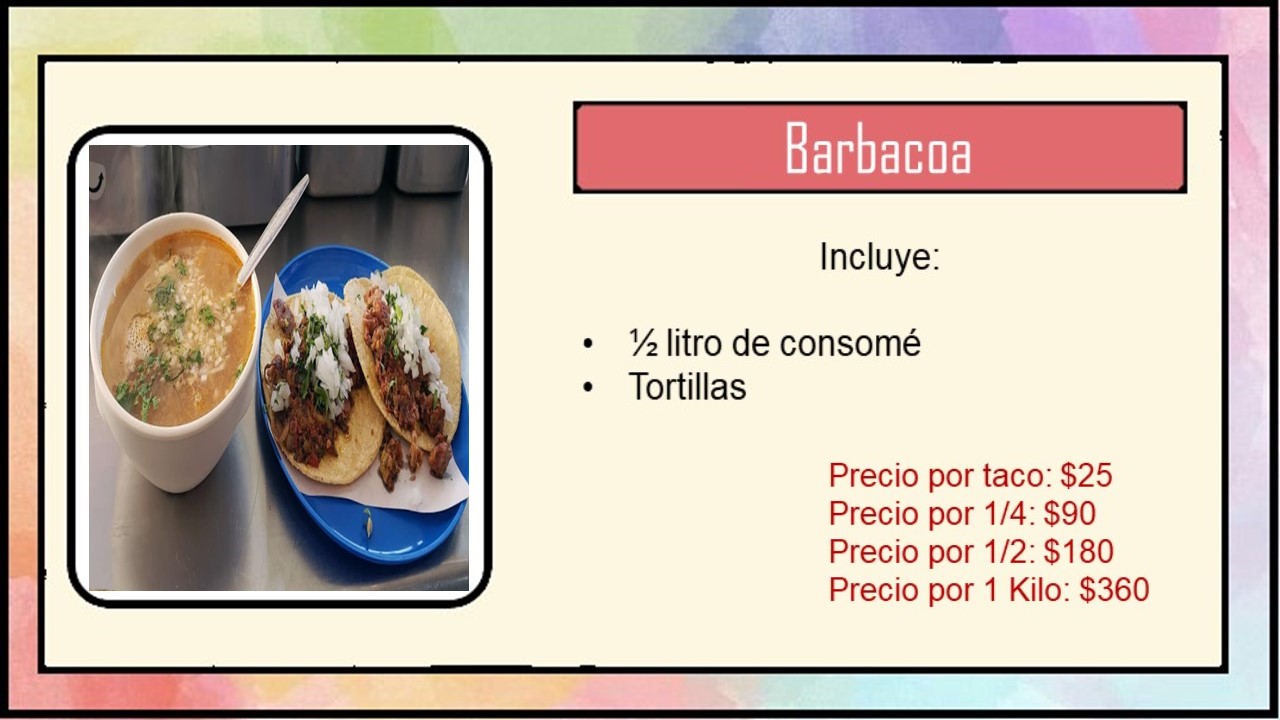 Barbacoa
Incluye:
• ½ litro de consomé
• Tortillas
Precio por taco: $25
Precio por 1/4: $90
Precio por 1/2: $180
Precio por 1 Kilo: $360